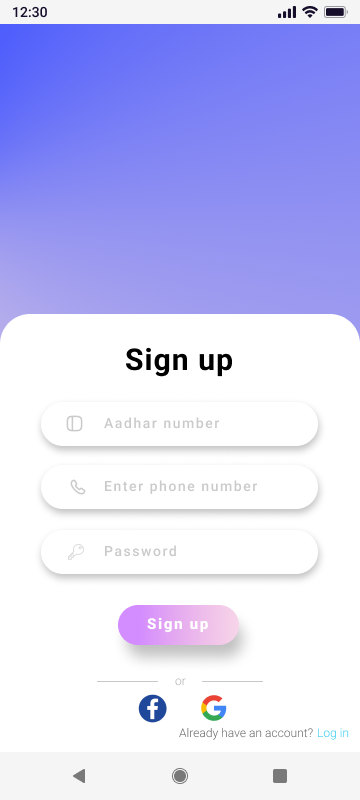 12:30
Sign up
Aadhar number
Enter phone number
Password
Sign up
or
Already have an account? Log in